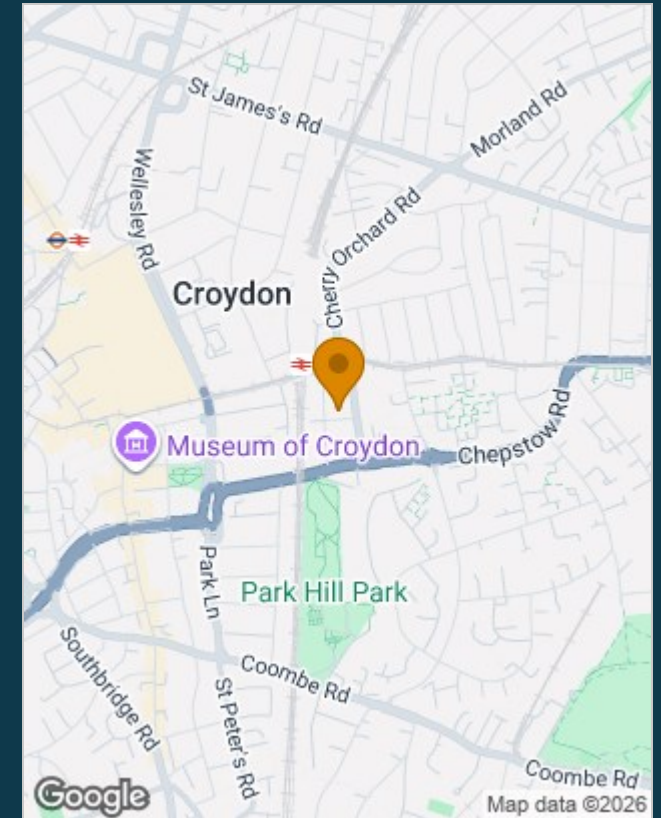 St James's Rd
Morland Rd
Wellesley Rd
Cherry Orchard Rd
Croydon
Museum of Croydon
Chepstow Rd
Park Ln
Park Hill Park
Southbridge Rd
Coombe Rd
St Peter's Rd
Coombe Rd
Google
Map data ©2026